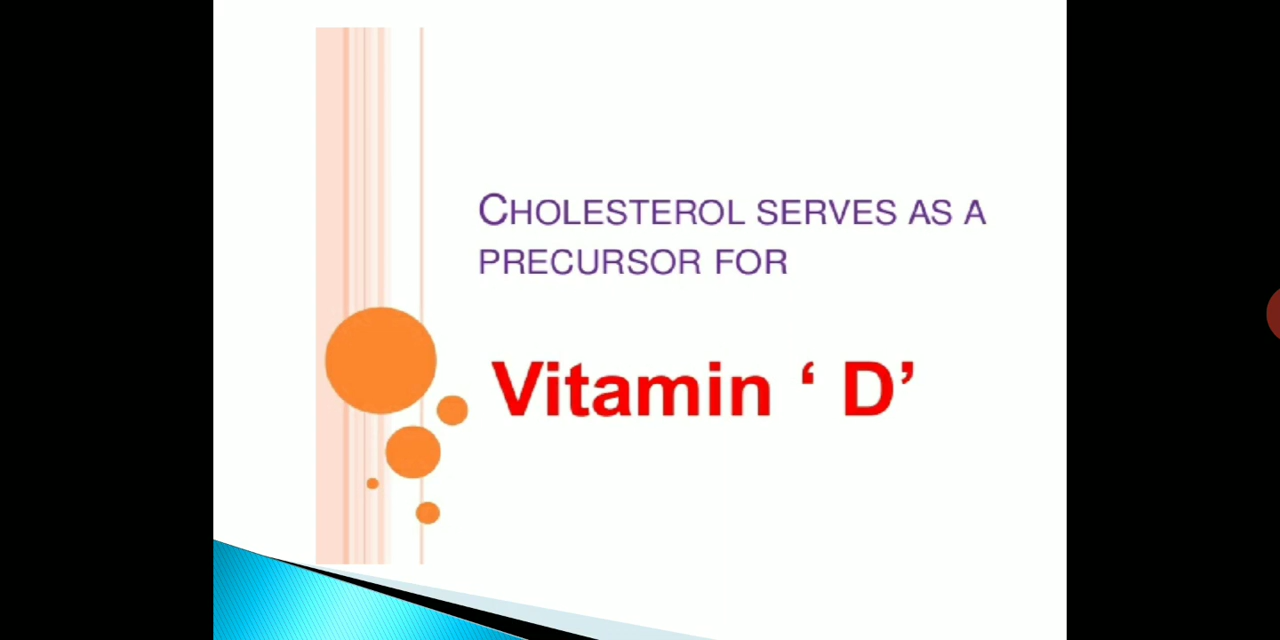 CHOLESTEROL SERVES AS A
PRECURSOR FOR
Vitamin ‘ D’